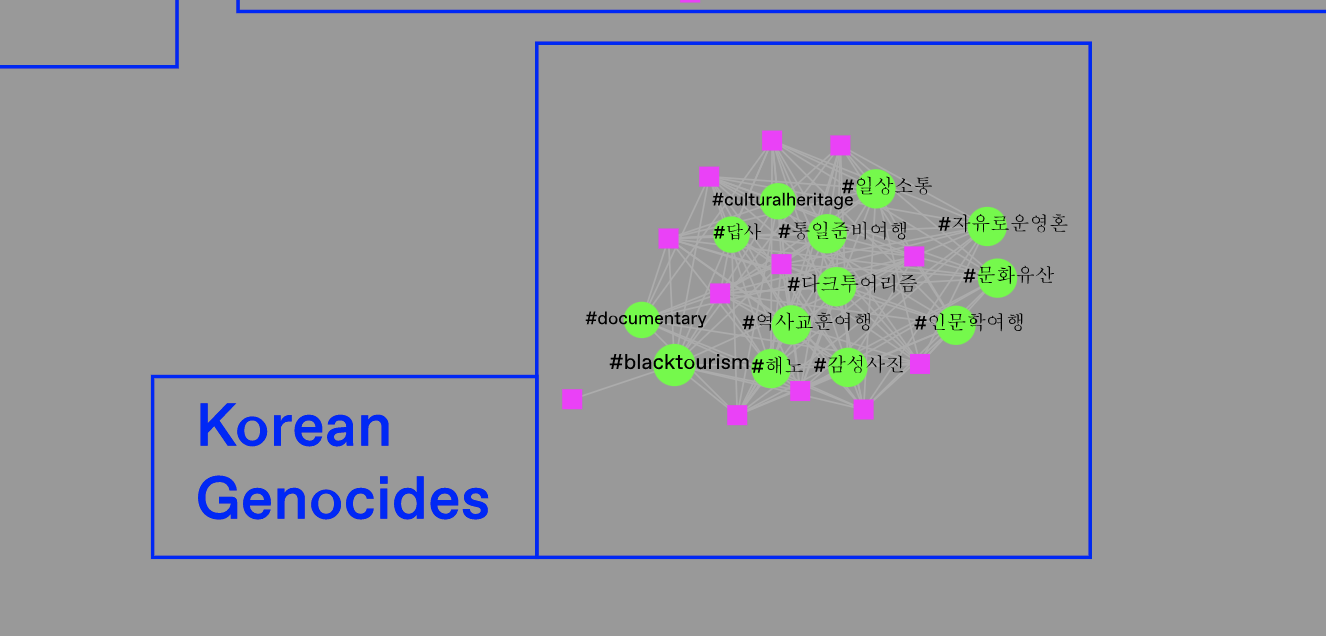 #일상소통
#culturalheritage
#자유로운영혼
#답사
#통일준비여행
#문화유산
#다크투어리즘
#documentary
#역사교훈여행
#인문학여행
#blacktourism
#해노
#감성사진
Korean
Genocides